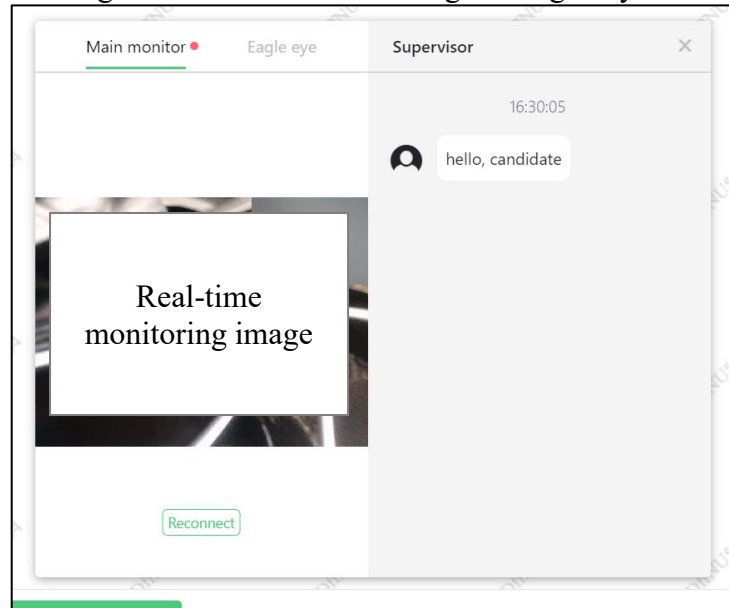 Main monitor
Eagle eye
Supervisor
16:30:05
hello, candidate
Real-time
monitoring image
Reconnect